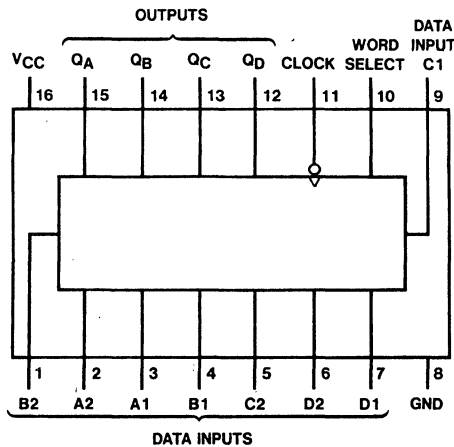 OUTPUTS
DATA
INPUT
C1
WORD
SELECT
VCC QA QB QC QD CLOCK
16 15 14 13 12 11 10 9
1 2 3 4 5 6 7 8
B2 A2 A1 B1 C2 D2 D1 GND
DATA INPUTS